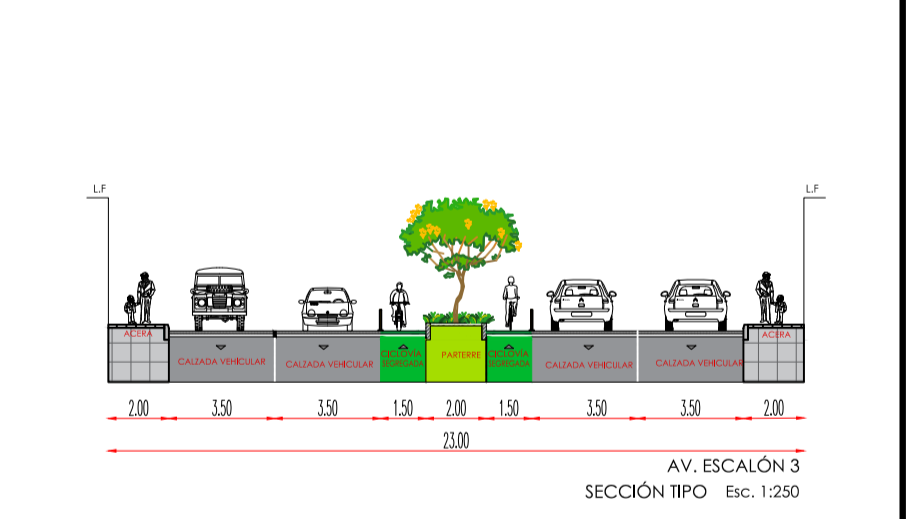 L.F
L.F
ACERA
CALZADA VEHICULAR
CALZADA VEHICULAR
CICLOVÍA
SEGREGADA
PARTERRE
CICLOVÍA
SEGREGADA
CALZADA VEHICULAR
CALZADA VEHICULAR
ACERA
2.00 3.50 3.50 1.50 2.00 1.50 3.50 3.50 2.00
23.00
AV. ESCALÓN 3
SECCIÓN TIPO Esc. 1:250